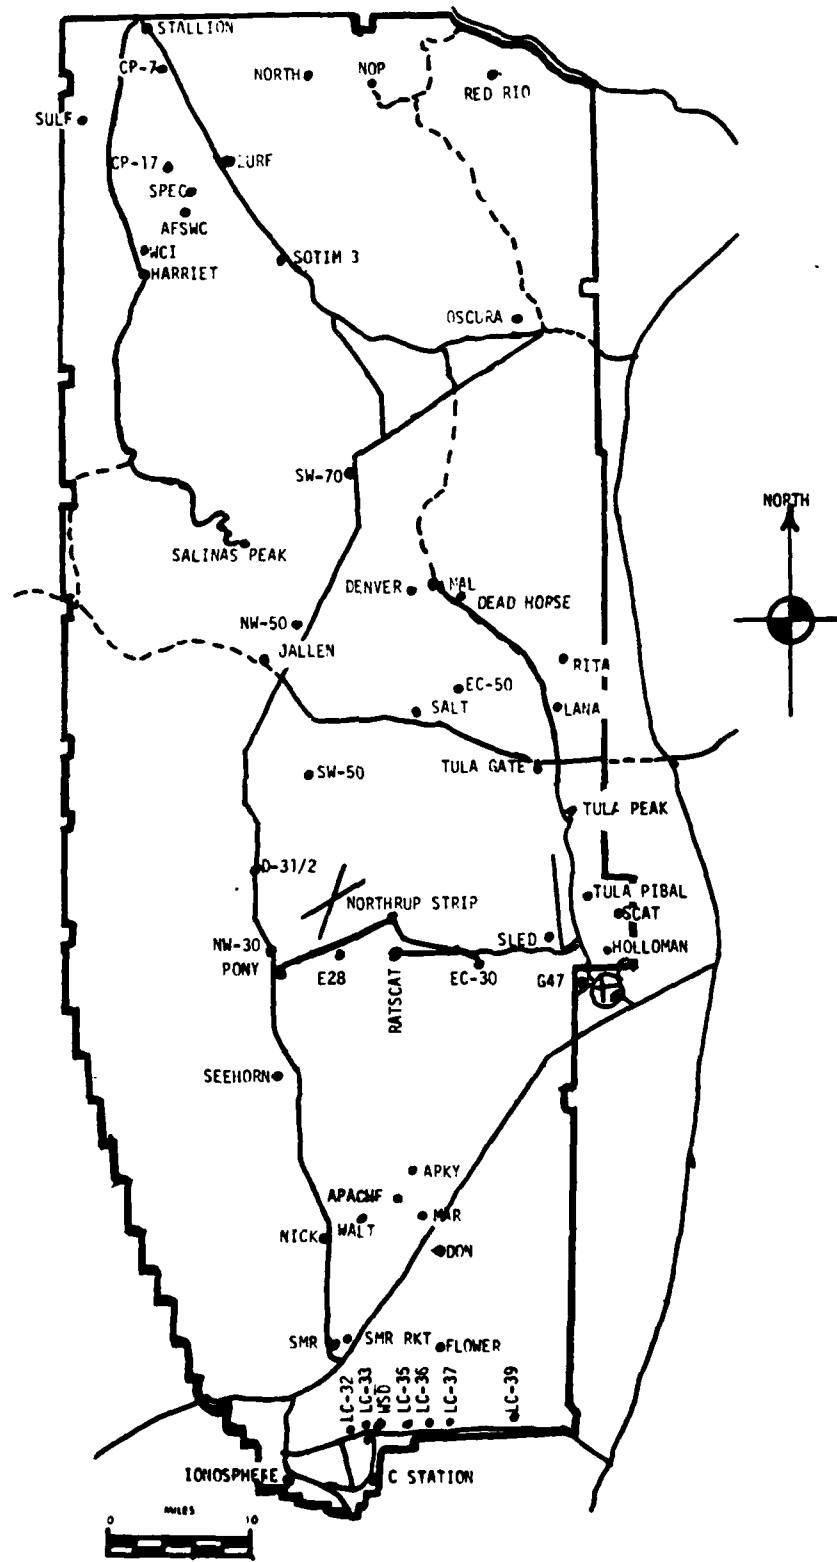 STALLION
CP-7
NORTH
NOP
RED RIO
SULF
CP-17
ZURF
SPEC
AFSWC
WCI
HARRIET
SOTIM 3
OSCURA
SW-70
SALINAS PEAK
NORTH
DENVER
MAL
DEAD HORSE
NW-50
JALLEN
RITA
EC-50
SALT
LANA
SW-50
TULA GATE
TULA PEAK
D-31/2
NORTHRUP STRIP
TULA PIBAL
SCAT
NW-30
SLED
HOLLOMAN
PONY
E28
RATSCAT
EC-30
G47
SEEHORN
APKY
APACHE
WALT
MAR
NICK
DON
SMR
SMR RKT
FLOWER
LC-32
LC-33
WSD
LC-35
LC-36
LC-37
LC-39
IONOSPHERE
C STATION
MILES
0 10